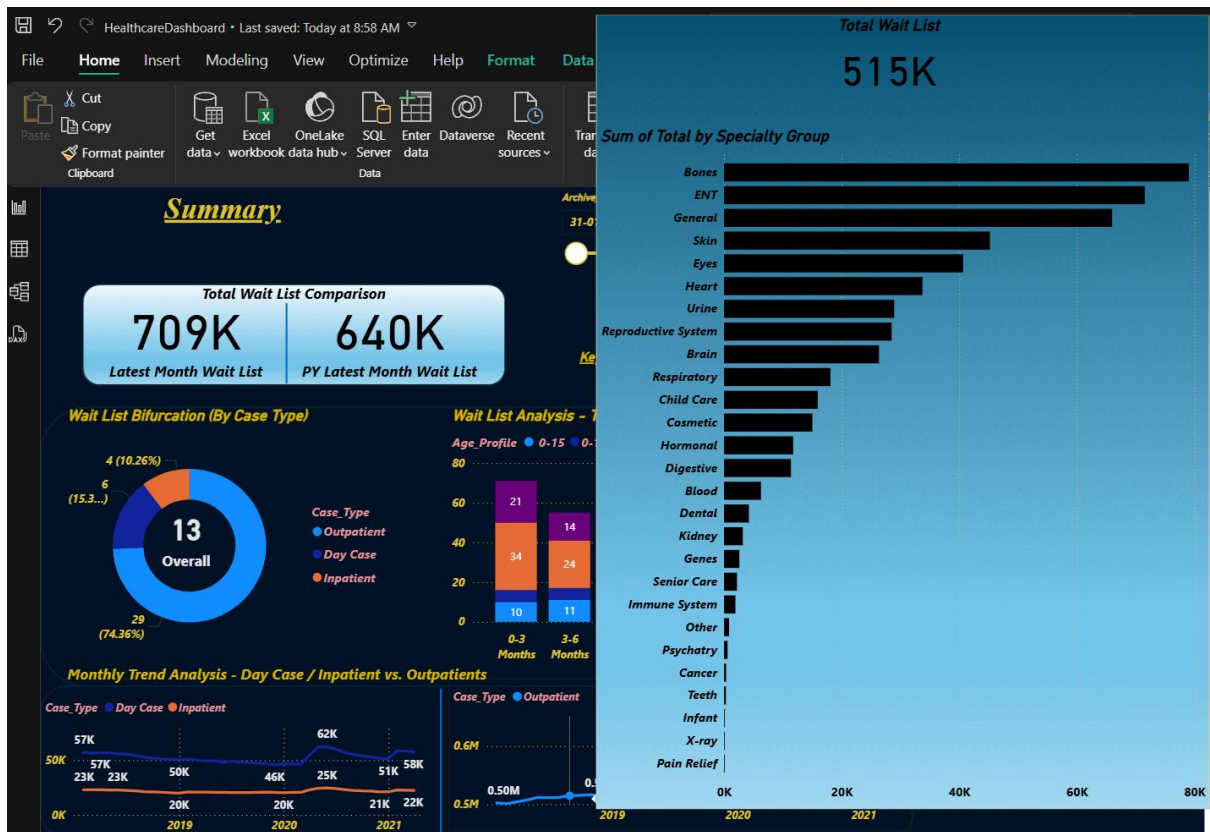 HealthcareDashboard • Last saved: Today at 8:58 AM
File Home Insert Modeling View Optimize Help Format Data
Paste
Cut
Copy
Format painter
Clipboard
Get data
Excel workbook
OneLake data hub
SQL Server
Enter data
Dataverse
Recent sources
Data
Summary
31-0
Total Wait List Comparison
709K 640K
Latest Month Wait List PY Latest Month Wait List
Wait List Bifurcation (By Case Type)
4 (10.26%)
6
(15.3...)
13
Overall
29
(74.36%)
Case_Type
Outpatient
Day Case
Inpatient
Wait List Analysis -
Age_Profile 0-15
80
60
40
20
0
21
34
10
14
24
11
0-3 Months
3-6 Months
Monthly Trend Analysis - Day Case / Inpatient vs. Outpatients
Case_Type Day Case Inpatient
50K
0K
57K
57K
50K
46K
62K
51K
58K
23K
23K
20K
20K
25K
21K
22K
2019 2020 2021
Case_Type Outpatient
0.6M
0.5M
0.50M
2019 2020 2021
Total Wait List
515K
Sum of Total by Specialty Group
Bones
ENT
General
Skin
Eyes
Heart
Urine
Reproductive System
Brain
Respiratory
Child Care
Cosmetic
Hormonal
Digestive
Blood
Dental
Kidney
Genes
Senior Care
Immune System
Other
Psychatry
Cancer
Teeth
Infant
X-ray
Pain Relief
0K 20K 40K 60K 80K